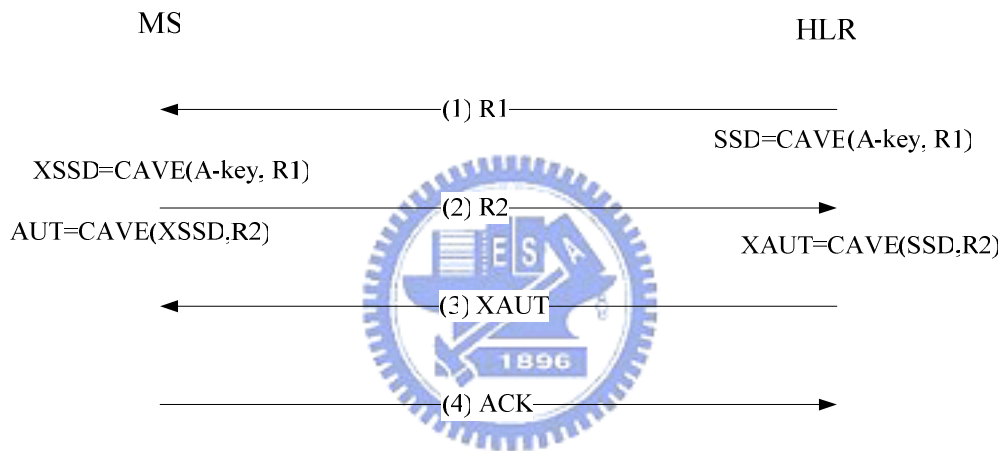 MS
HLR
(1) R1
SSD=CAVE(A-key, R1)
XSSD=CAVE(A-key, R1)
(2) R2
AUT=CAVE(XSSD,R2)
XAUT=CAVE(SSD,R2)
E S A
(3) XAUT
1896
(4) ACK